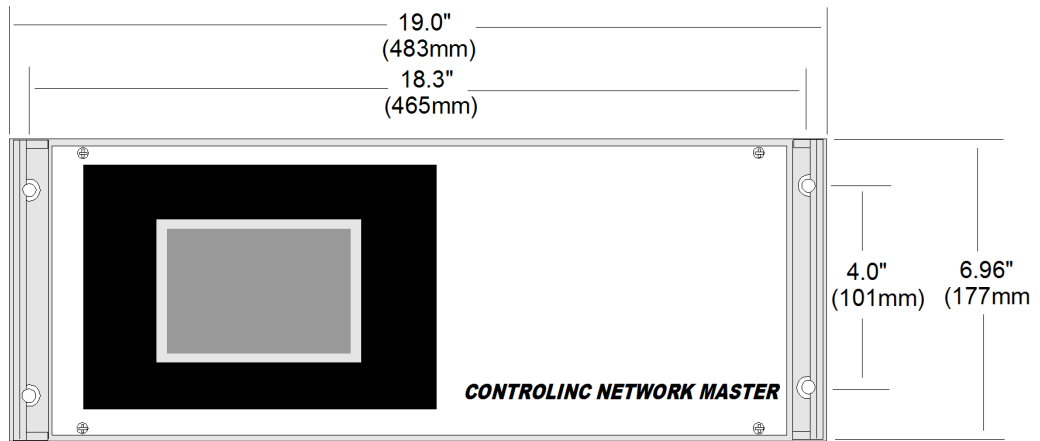 19.0"
(483mm)
18.3"
(465mm)
4.0"
(101mm)
6.96"
(177mm
CONTROLINC NETWORK MASTER